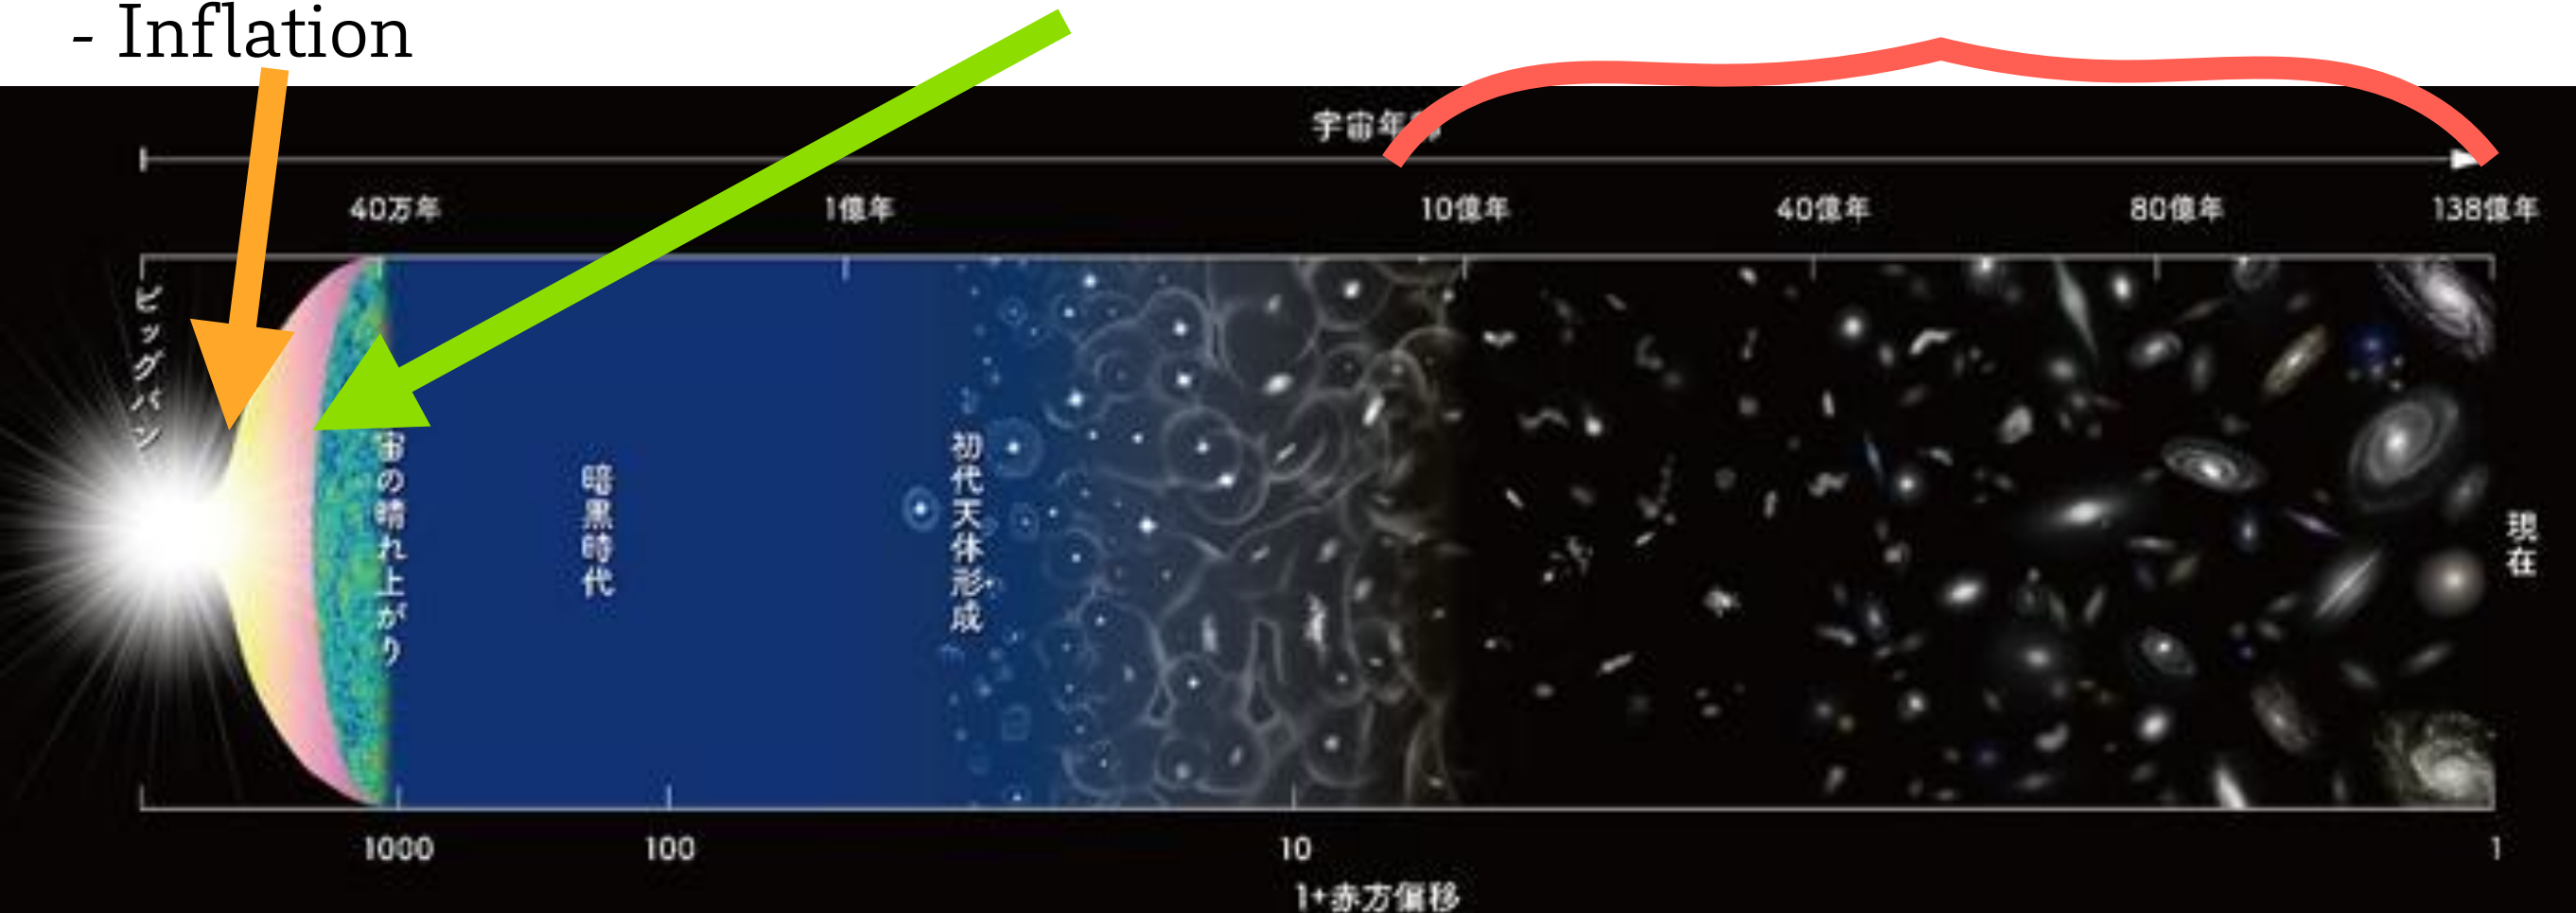 - Inflation
宇宙年
40万年
1億年
10億年
40億年
80億年
138億年
ビッグバン
宙の晴れ上がり
暗黒時代
初代天体形成
現在
1000
100
10
1
1+赤方偏移